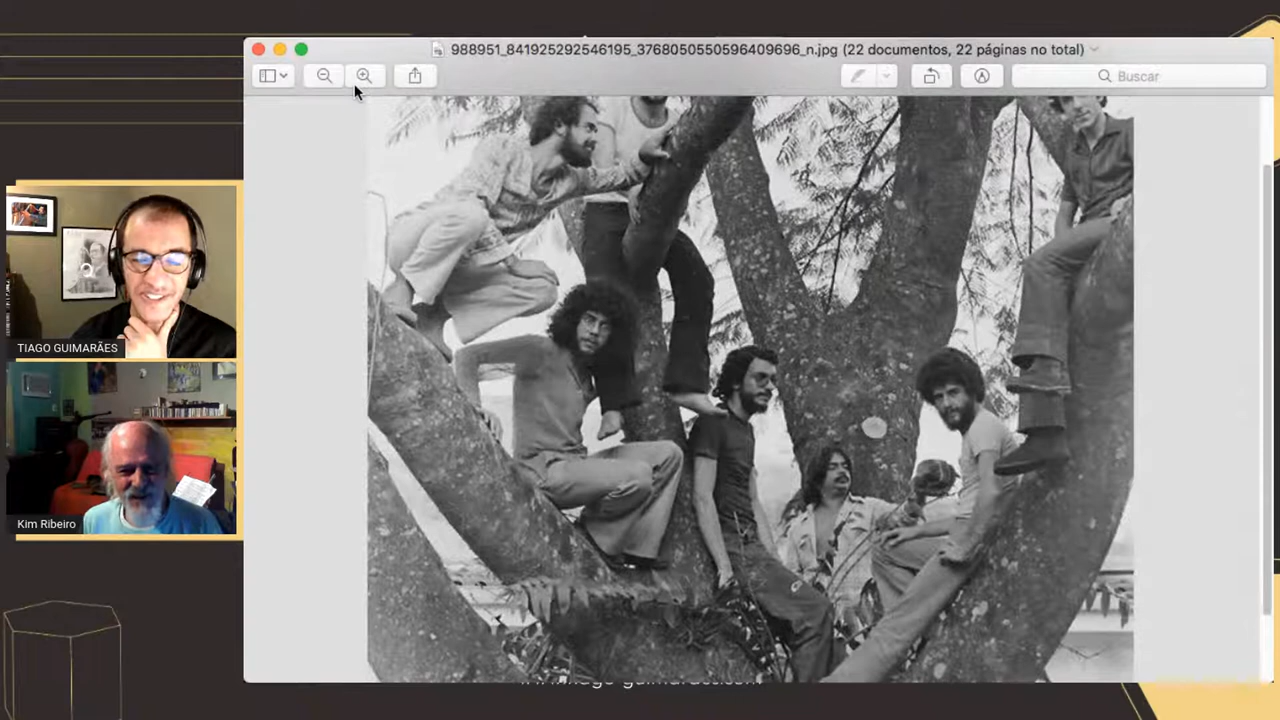 988951_841925292546195_3768050550596409696_n.jpg (22 documentos, 22 páginas no total)
Buscar
TIAGO GUIMARÃES
Kim Ribeiro